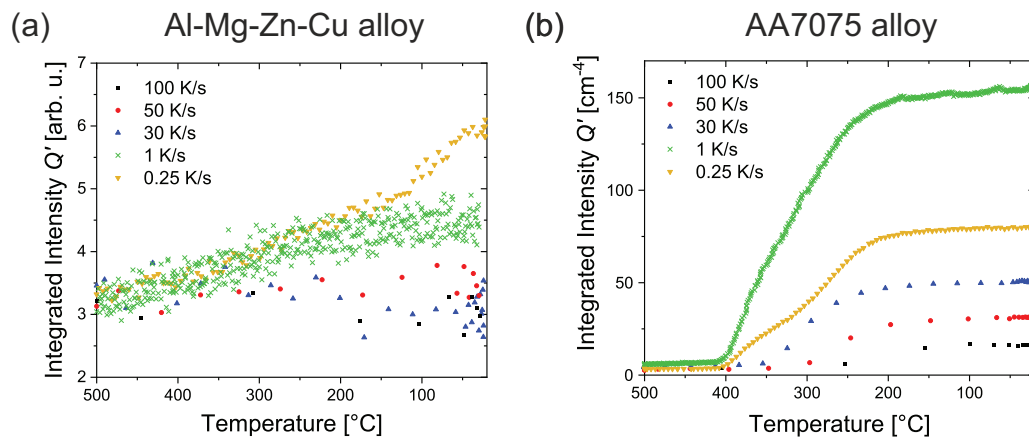 (a) Al-Mg-Zn-Cu alloy
Integrated Intensity Q′ [arb. u.]
7
6
5
4
3
2
100 K/s
50 K/s
30 K/s
1 K/s
0.25 K/s
500 400 300 200 100
Temperature [°C]
(b) AA7075 alloy
Integrated Intensity Q′ [cm-4]
150
100
50
0
100 K/s
50 K/s
30 K/s
1 K/s
0.25 K/s
500 400 300 200 100
Temperature [°C]